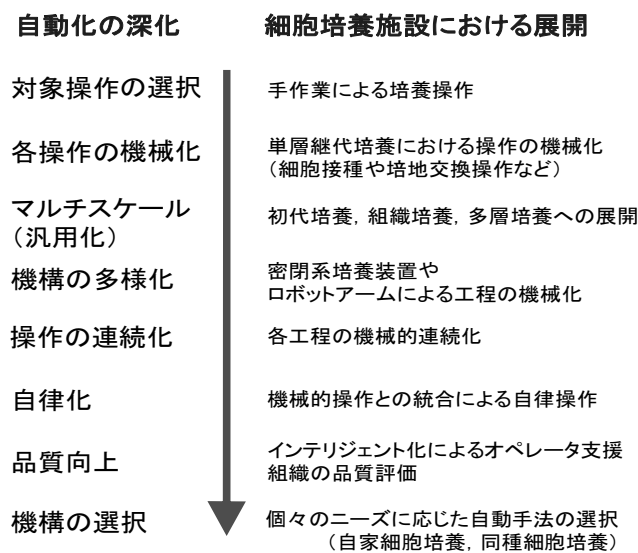 自動化の深化 細胞培養施設における展開
対象操作の選択 手作業による培養操作
各操作の機械化 単層継代培養における操作の機械化
(細胞接種や培地交換操作など)
マルチスケール
(汎用化) 初代培養, 組織培養, 多層培養への展開
機構の多様化 密閉系培養装置や
ロボットアームによる工程の機械化
操作の連続化 各工程の機械的連続化
自律化 機械的操作との統合による自律操作
品質向上 インテリジェント化によるオペレータ支援
組織の品質評価
機構の選択 個々のニーズに応じた自動手法の選択
(自家細胞培養, 同種細胞培養)